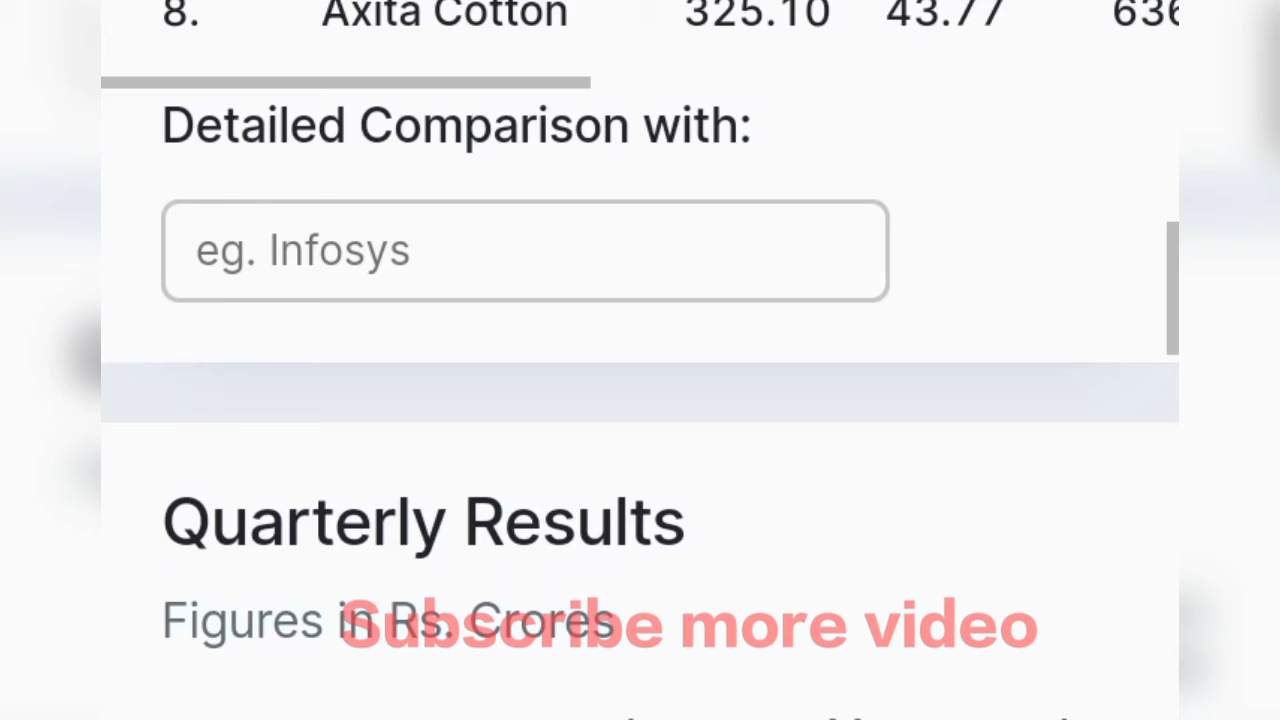 8. Axita Cotton 325.10 43.77 636
Detailed Comparison with:
eg. Infosys
Quarterly Results
Figures in Rs. Crores
Subscribe more video